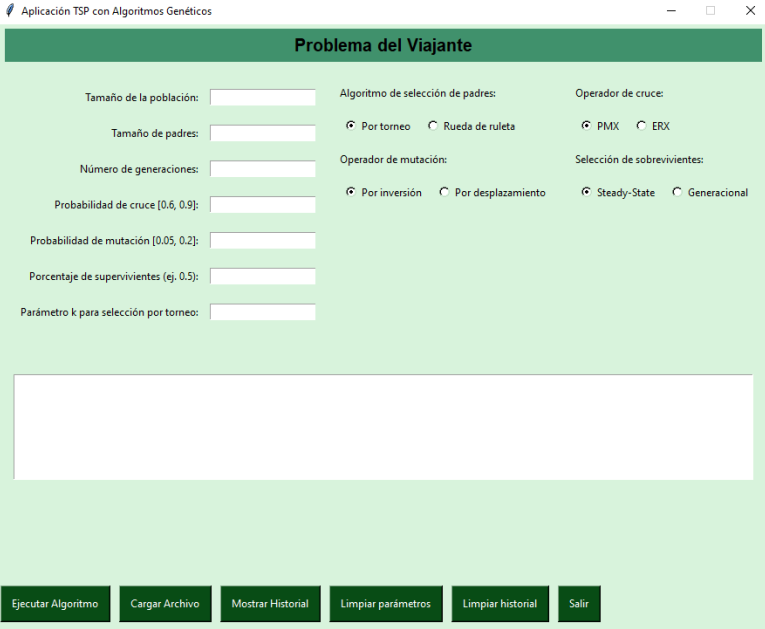 Aplicación TSP con Algoritmos Genéticos
Problema del Viajante
Tamaño de la población:
Tamaño de padres:
Número de generaciones:
Probabilidad de cruce [0.6, 0.9]:
Probabilidad de mutación [0.05, 0.2]:
Porcentaje de supervivientes (ej. 0.5):
Parámetro k para selección por torneo:
Algoritmo de selección de padres:
Por torneo Rueda de ruleta
Operador de mutación:
Por inversión Por desplazamiento
Operador de cruce:
PMX ERX
Selección de sobrevivientes:
Steady-State Generacional
Ejecutar Algoritmo Cargar Archivo Mostrar Historial Limpiar parámetros Limpiar historial Salir